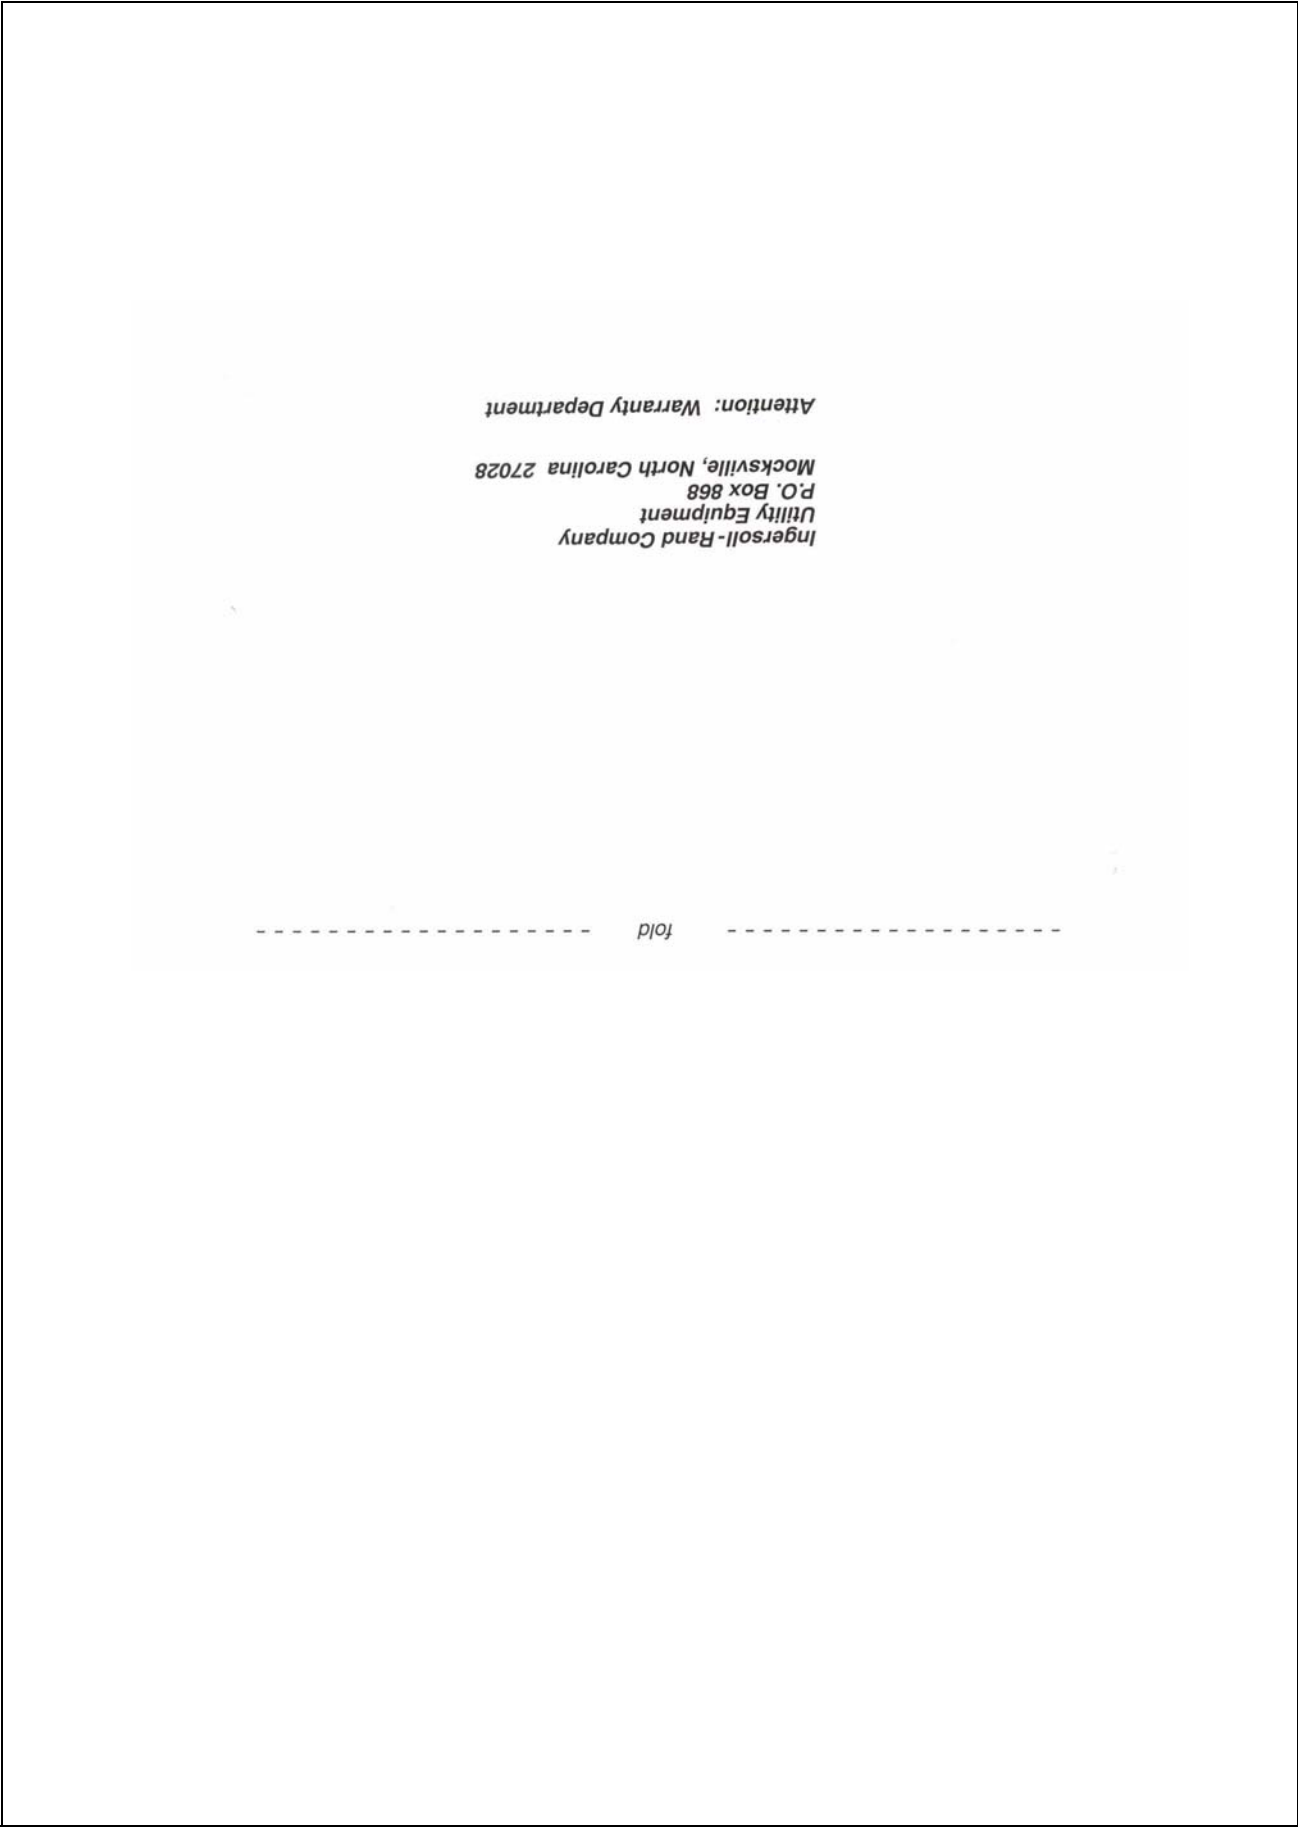 fold
Ingersoll-Rand Company
Utility Equipment
P.O. Box 868
Mocksville, North Carolina 27028
Attention: Warranty Department